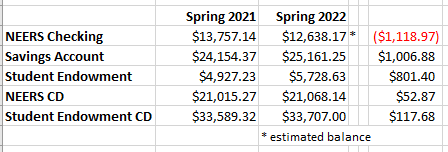 Spring 2021 Spring 2022
NEERS Checking $13,757.14 $12,638.17 * ($1,118.97)
Savings Account $24,154.37 $25,161.25 $1,006.88
Student Endowment $4,927.23 $5,728.63 $801.40
NEERS CD $21,015.27 $21,068.14 $52.87
Student Endowment CD $33,589.32 $33,707.00 $117.68
* estimated balance